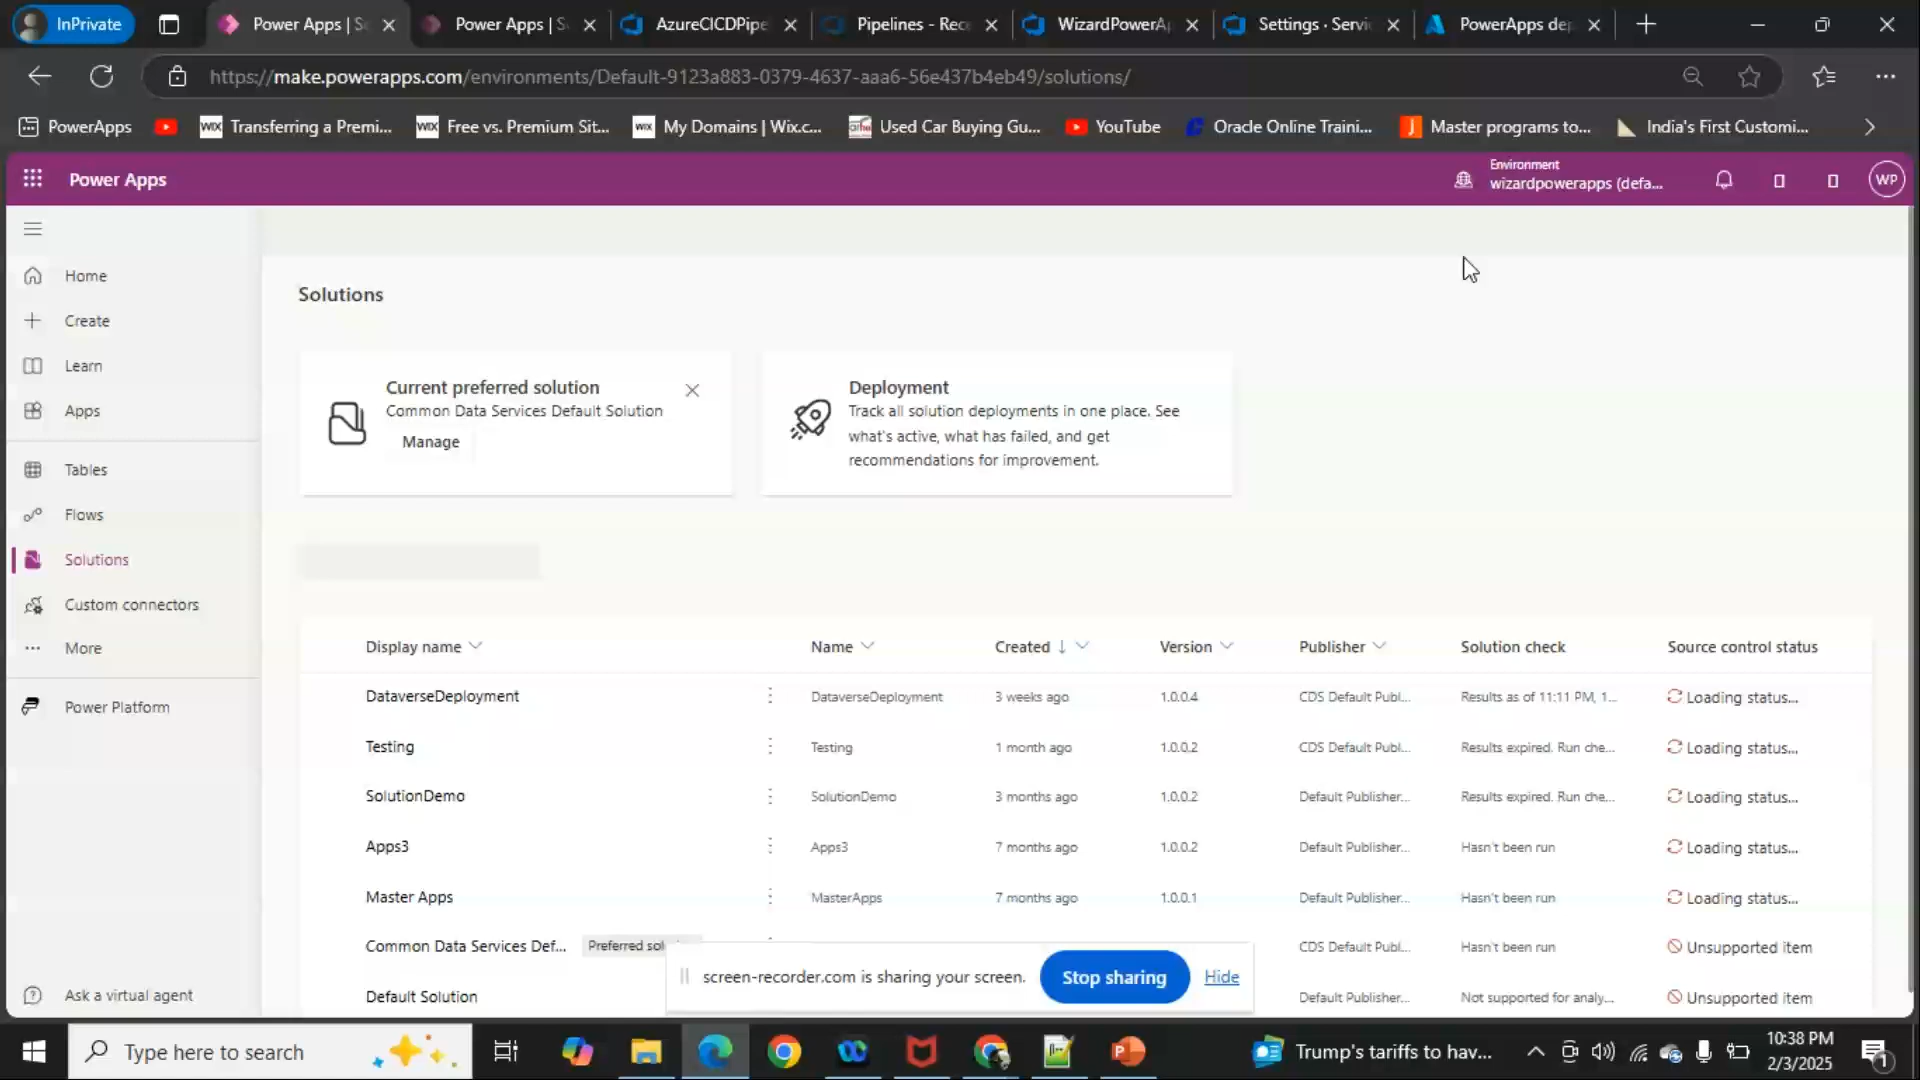 InPrivate
Power Apps | S
Power Apps | S
AzureCICDPipe
Pipelines - Rec
WizardPowerA
Settings · Servi
PowerApps dep
https://make.powerapps.com/environments/Default-9123a883-0379-4637-aaa6-56e437b4eb49/solutions/
PowerApps
WIX Transferring a Premi...
WIX Free vs. Premium Sit...
WIX My Domains | Wix.c...
Used Car Buying Gu...
YouTube
Oracle Online Traini...
Master programs to...
India's First Customi...
Power Apps
Environment
wizardpowerapps (defa...
WP
Home
Create
Learn
Apps
Tables
Flows
Solutions
Custom connectors
More
Power Platform
Ask a virtual agent
Solutions
Current preferred solution
Common Data Services Default Solution
Manage
Deployment
Track all solution deployments in one place. See
what's active, what has failed, and get
recommendations for improvement.
Display name Name Created Version Publisher Solution check Source control status
DataverseDeployment DataverseDeployment 3 weeks ago 1.0.0.4 CDS Default Publ... Results as of 11:11 PM, 1... Loading status...
Testing Testing 1 month ago 1.0.0.2 CDS Default Publ... Results expired. Run che... Loading status...
SolutionDemo SolutionDemo 3 months ago 1.0.0.2 Default Publisher... Results expired. Run che... Loading status...
Apps3 Apps3 7 months ago 1.0.0.2 Default Publisher... Hasn't been run Loading status...
Master Apps MasterApps 7 months ago 1.0.0.1 Default Publisher... Hasn't been run Loading status...
Common Data Services Def... Preferred sol CDS Default Publ... Hasn't been run Unsupported item
Default Solution Default Publisher... Not supported for analy... Unsupported item
screen-recorder.com is sharing your screen. Stop sharing Hide
Type here to search
Trump's tariffs to hav...
10:38 PM
2/3/2025
1